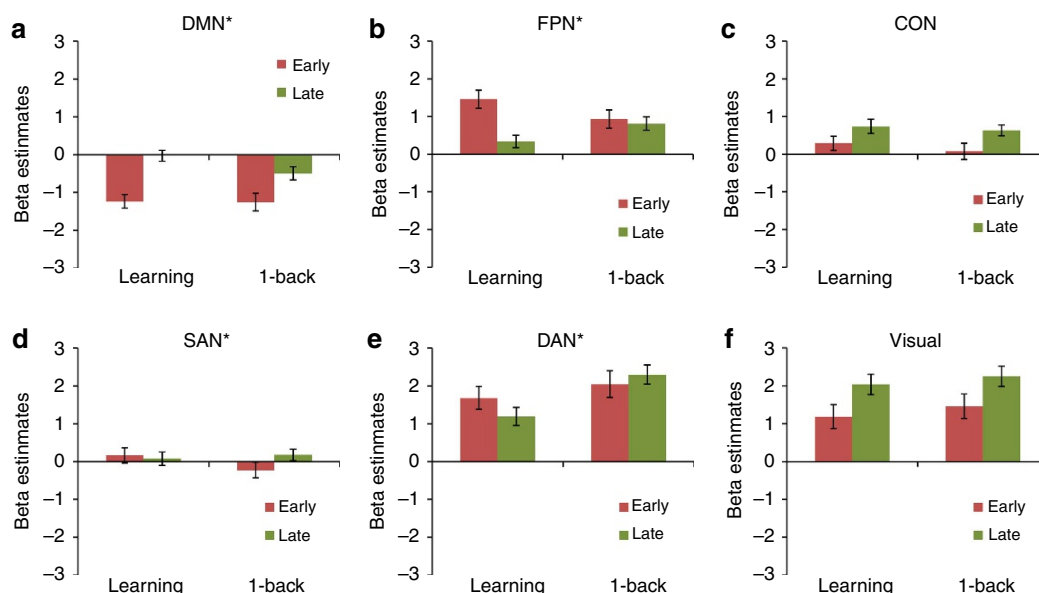 a
DMN*
Beta estimates
3
2
1
0
–1
–2
–3
Early
Late
Learning
1-back
b
FPN*
Beta estimates
3
2
1
0
–1
–2
–3
Early
Late
Learning
1-back
c
CON
Beta estimates
3
2
1
0
–1
–2
–3
Early
Late
Learning
1-back
d
SAN*
Beta estinmates
3
2
1
0
–1
–2
–3
Early
Late
Learning
1-back
e
DAN*
Beta estinmates
3
2
1
0
–1
–2
–3
Early
Late
Learning
1-back
f
Visual
Beta estinmates
3
2
1
0
–1
–2
–3
Early
Late
Learning
1-back